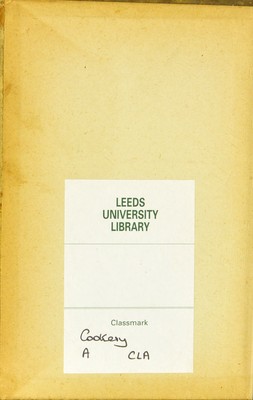 LEEDS
UNIVERSITY
LIBRARY
Classmark
Cookery
A CLA